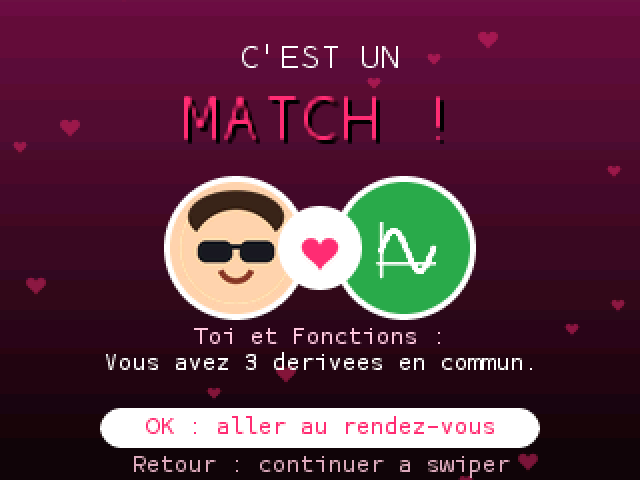 C'EST UN
MATCH !
Toi et Fonctions :
Vous avez 3 derivees en commun.
OK : aller au rendez-vous
Retour : continuer a swiper